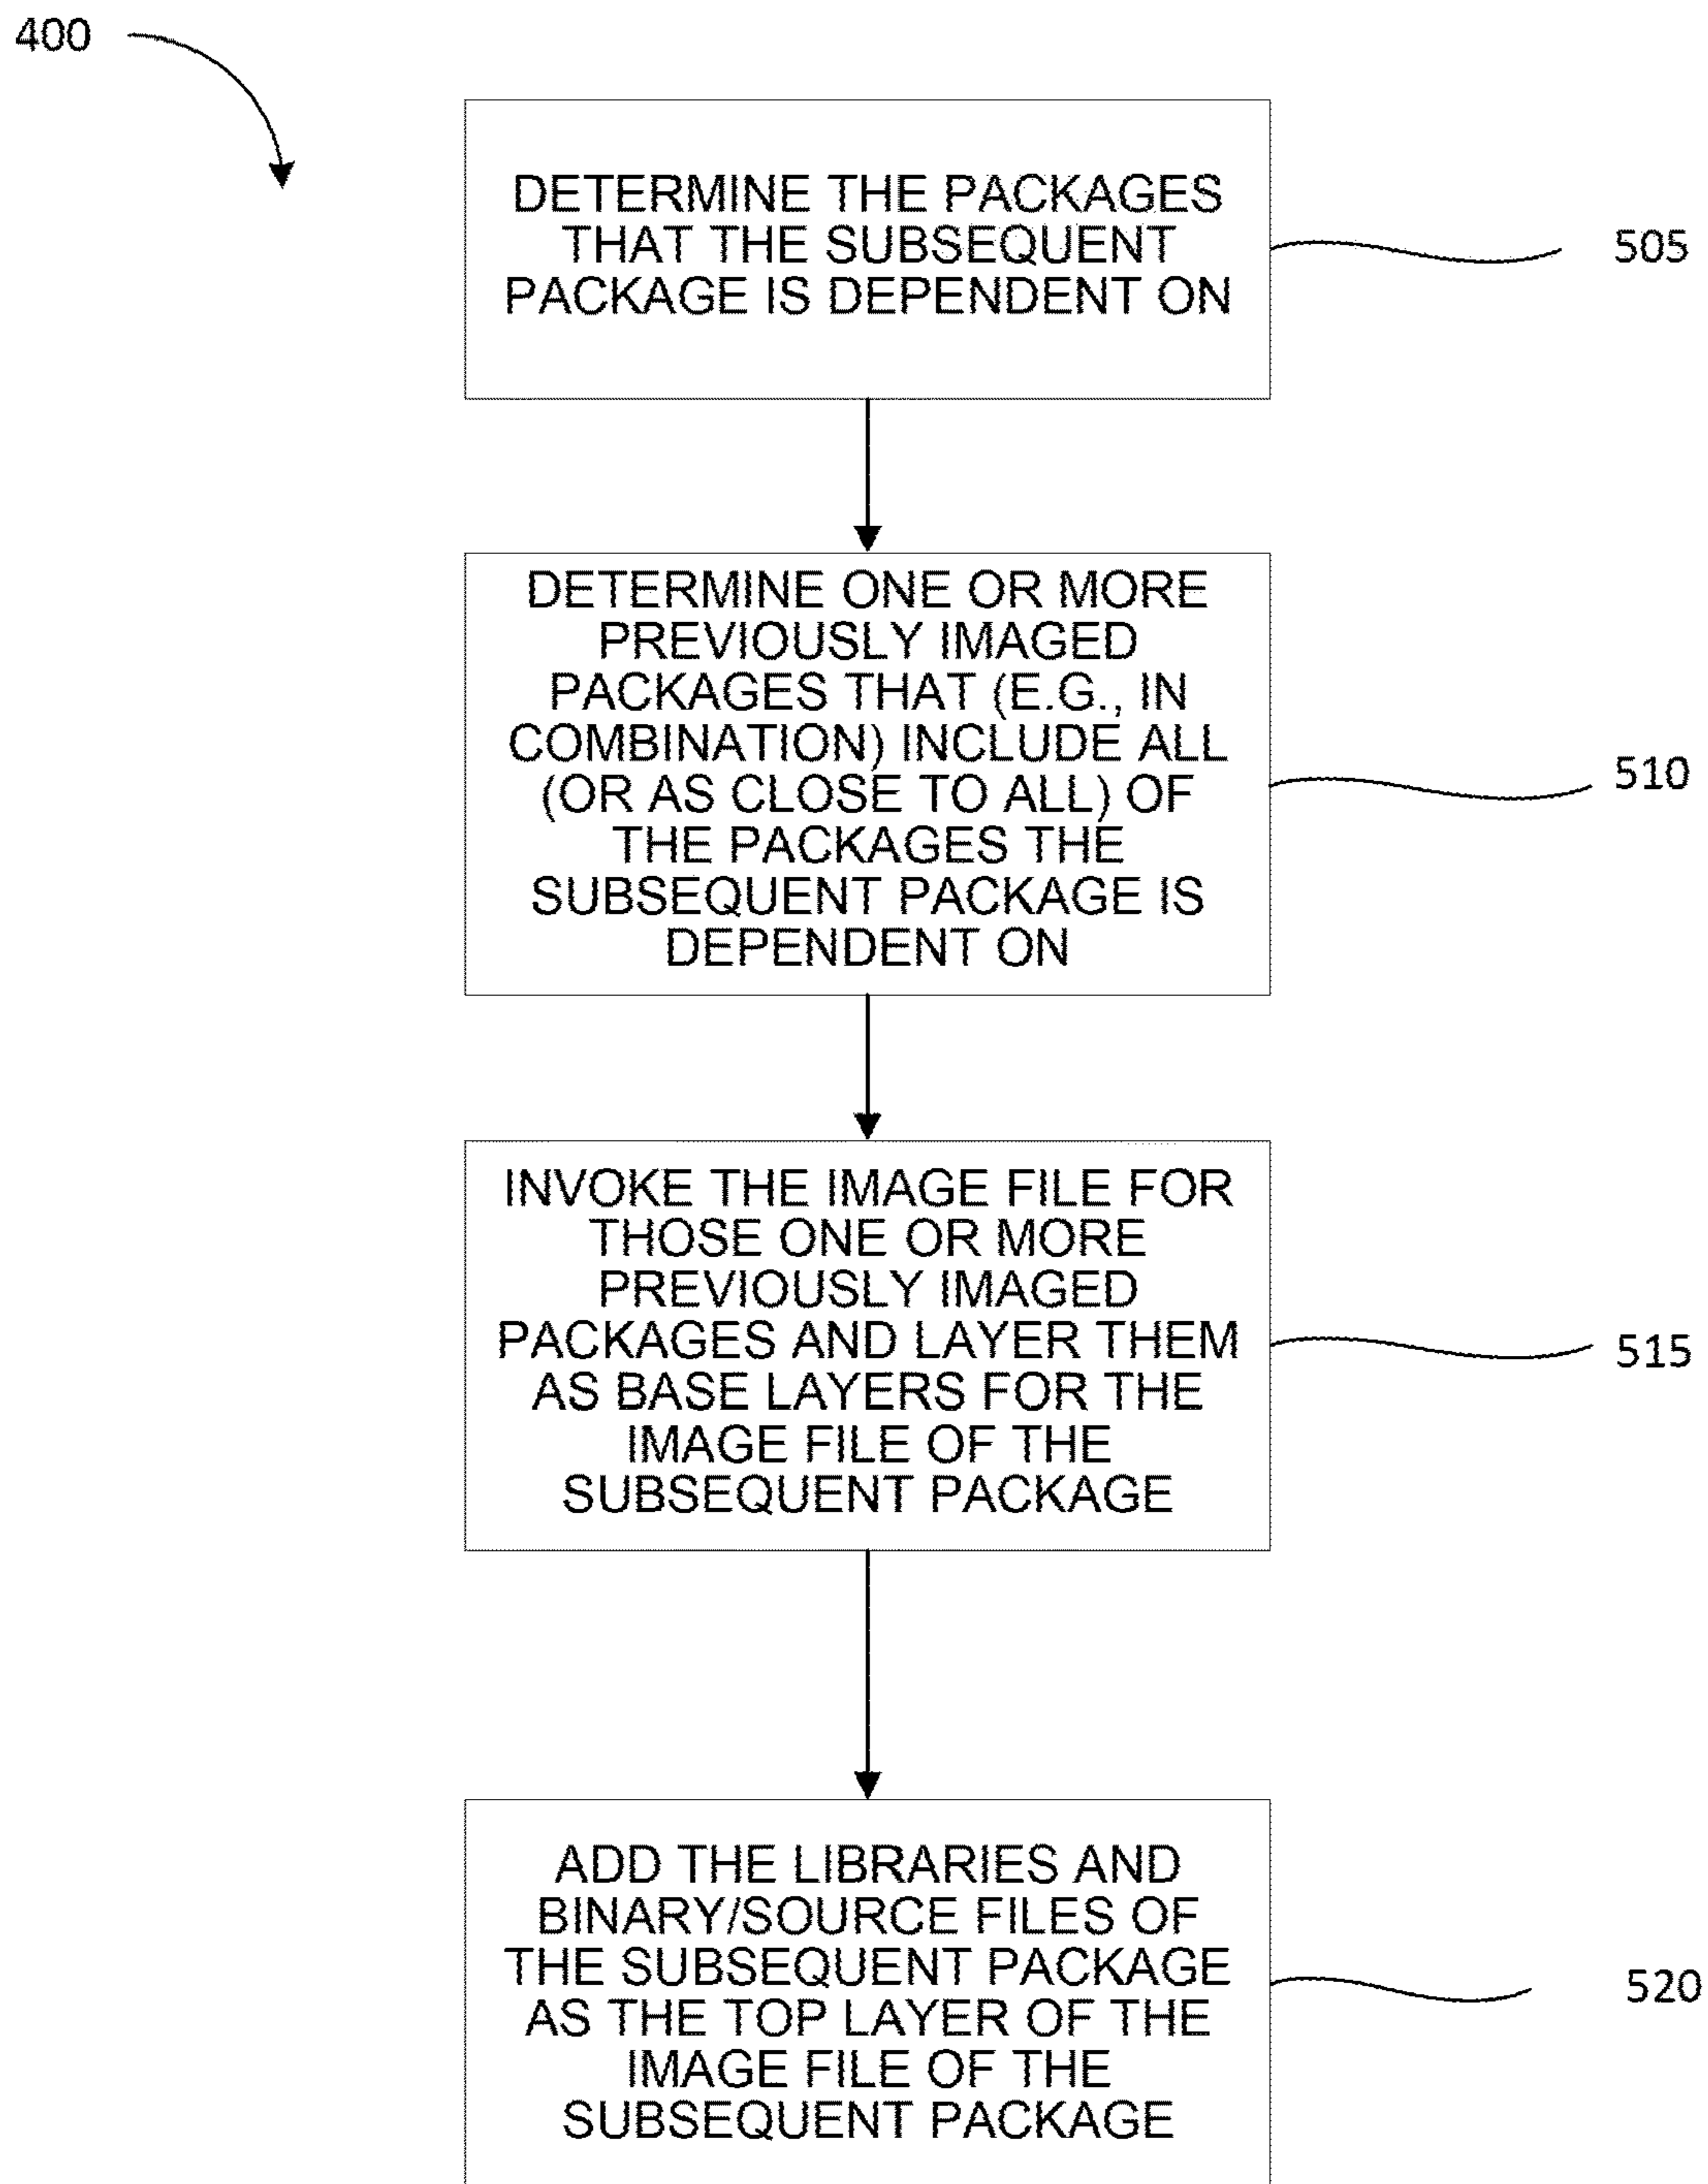 400
DETERMINE THE PACKAGES
THAT THE SUBSEQUENT
PACKAGE IS DEPENDENT ON
505
DETERMINE ONE OR MORE
PREVIOUSLY IMAGED
PACKAGES THAT (E.G., IN
COMBINATION) INCLUDE ALL
(OR AS CLOSE TO ALL) OF
THE PACKAGES THE
SUBSEQUENT PACKAGE IS
DEPENDENT ON
510
INVOKE THE IMAGE FILE FOR
THOSE ONE OR MORE
PREVIOUSLY IMAGED
PACKAGES AND LAYER THEM
AS BASE LAYERS FOR THE
IMAGE FILE OF THE
SUBSEQUENT PACKAGE
515
ADD THE LIBRARIES AND
BINARY/SOURCE FILES OF
THE SUBSEQUENT PACKAGE
AS THE TOP LAYER OF THE
IMAGE FILE OF THE
SUBSEQUENT PACKAGE
520